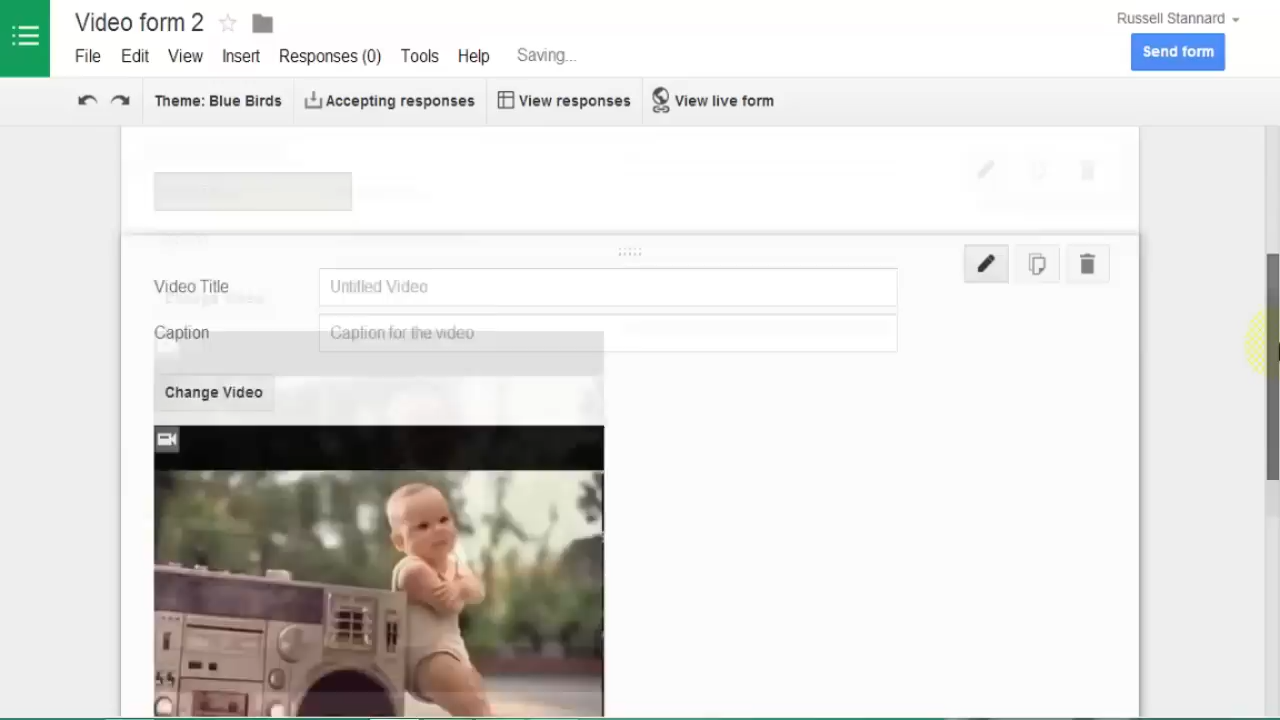 Video form 2
Russell Stannard
File Edit View Insert Responses (0) Tools Help Saving...
Send form
Theme: Blue Birds Accepting responses View responses View live form
Video Title Untitled Video
Caption Caption for the video
Change Video